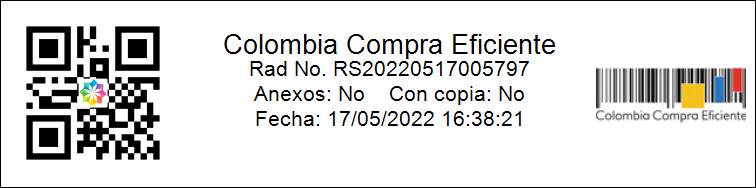 Colombia Compra Eficiente
Rad No. RS20220517005797
Anexos: No    Con copia: No
Fecha: 17/05/2022 16:38:21
Colombia Compra Eficiente